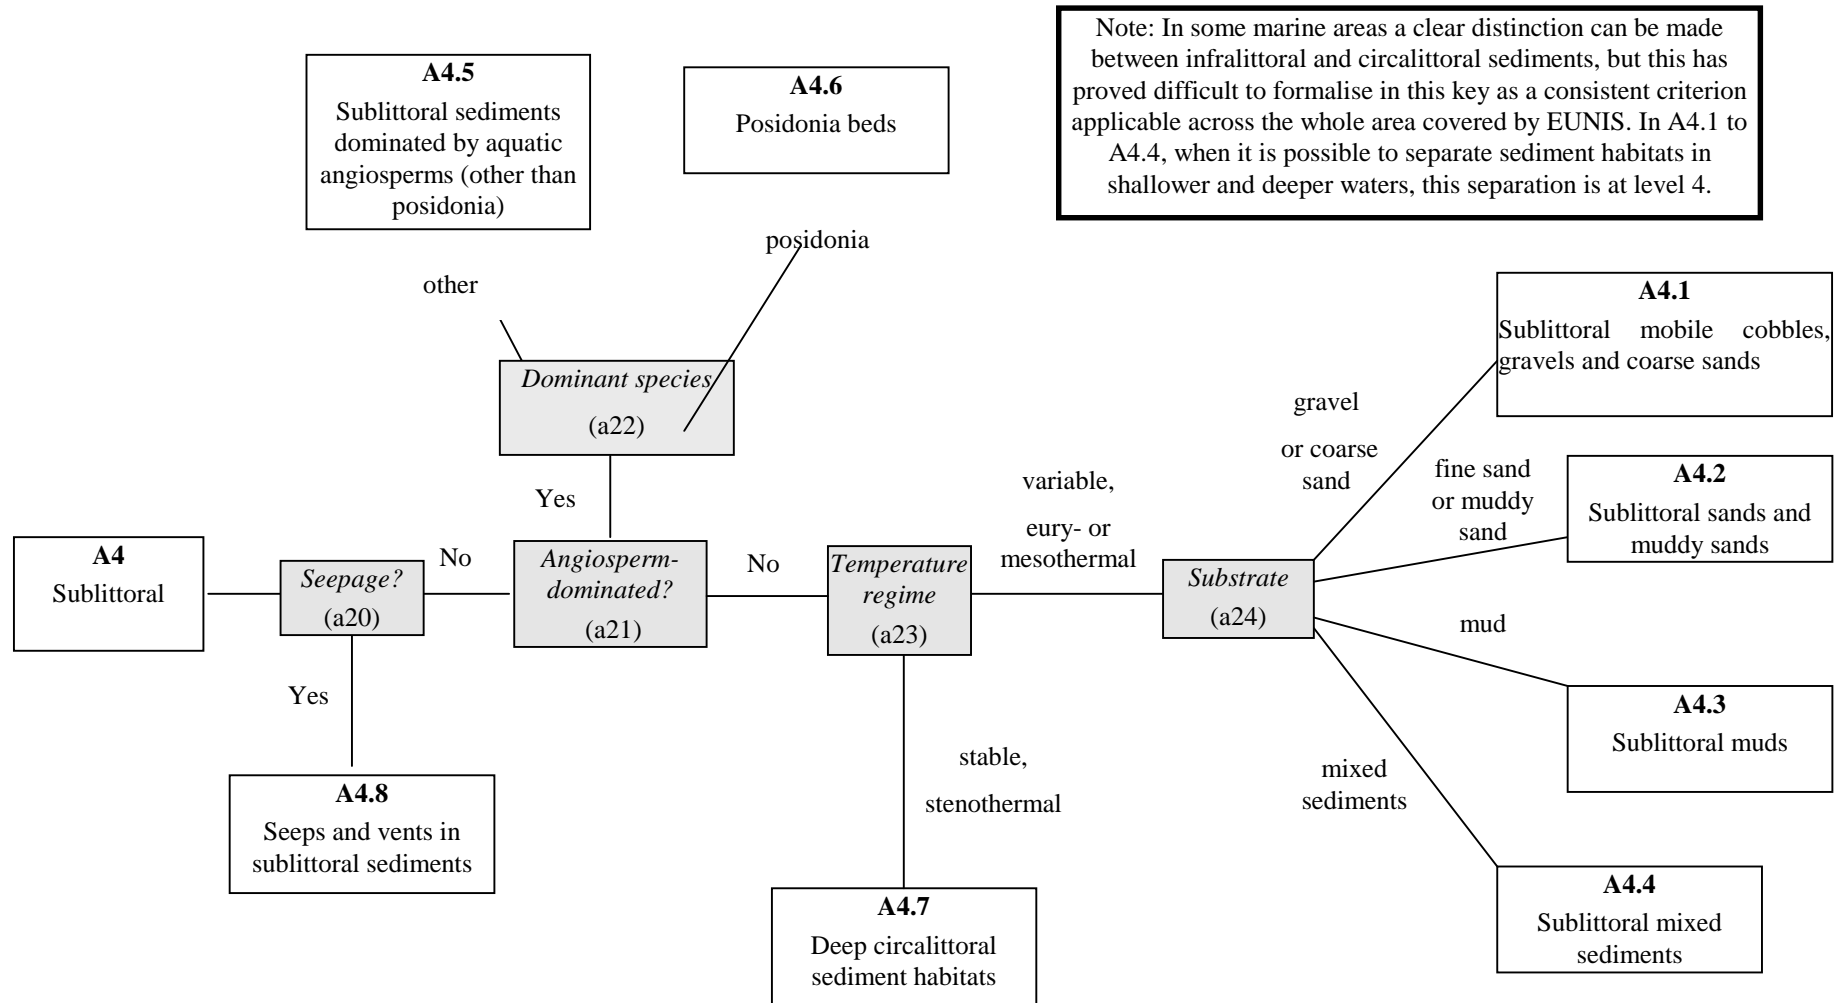 Note: In some marine areas a clear distinction can be made
between infralittoral and circalittoral sediments, but this has
proved difficult to formalise in this key as a consistent criterion
applicable across the whole area covered by EUNIS. In A4.1 to
A4.4, when it is possible to separate sediment habitats in
shallower and deeper waters, this separation is at level 4.
A4.5
Sublittoral sediments
dominated by aquatic
angiosperms (other than
posidonia)
A4.6
Posidonia beds
posidonia
other
Dominant species
(a22)
Yes
A4
Sublittoral
Seepage?
(a20)
No
Angiosperm-
dominated?
(a21)
No
Temperature
regime
(a23)
variable,
eury- or
mesothermal
Substrate
(a24)
gravel
or coarse
sand
A4.1
Sublittoral mobile cobbles,
gravels and coarse sands
fine sand
or muddy
sand
A4.2
Sublittoral sands and
muddy sands
mud
A4.3
Sublittoral muds
mixed
sediments
A4.4
Sublittoral mixed
sediments
Yes
A4.8
Seeps and vents in
sublittoral sediments
stable,
stenothermal
A4.7
Deep circalittoral
sediment habitats